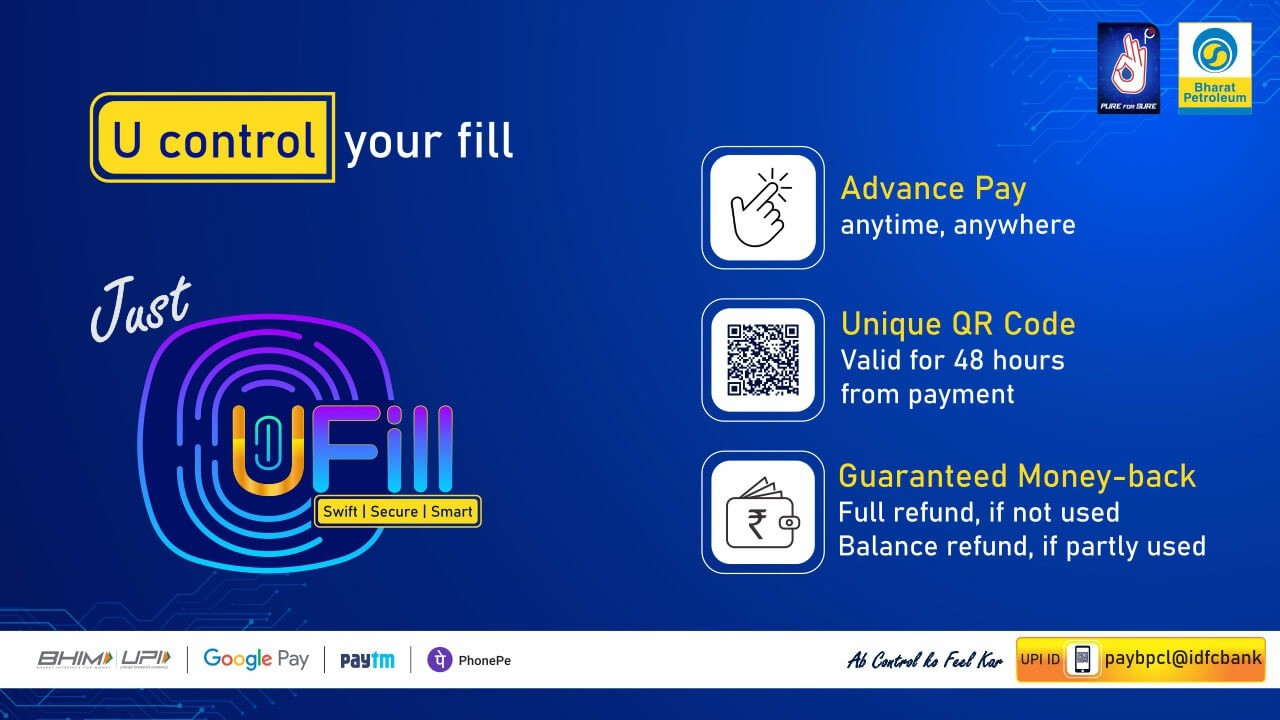 PURE FOR SURE
Bharat
Petroleum
U control your fill
Advance Pay
anytime, anywhere
Just
UFill
Swift | Secure | Smart
Unique QR Code
Valid for 48 hours
from payment
Guaranteed Money-back
Full refund, if not used
Balance refund, if partly used
BHIM UPI
Google Pay
paytm
PhonePe
Ab Control ko Feel Kar
UPI ID paybpcl@idfcbank